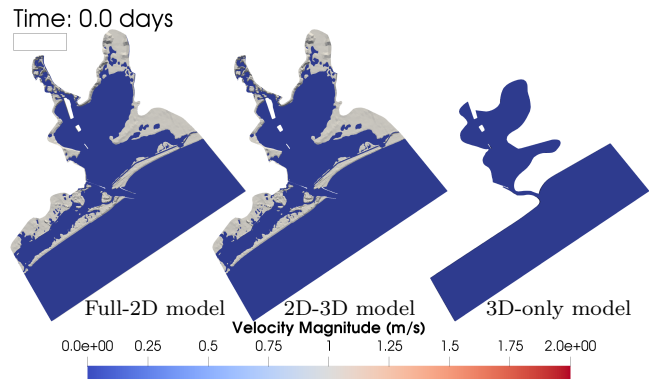 Time: 0.0 days
Full-2D model 2D-3D model 3D-only model
Velocity Magnitude (m/s)
0.0e+00 0.25 0.5 0.75 1 1.25 1.5 1.75 2.0e+00